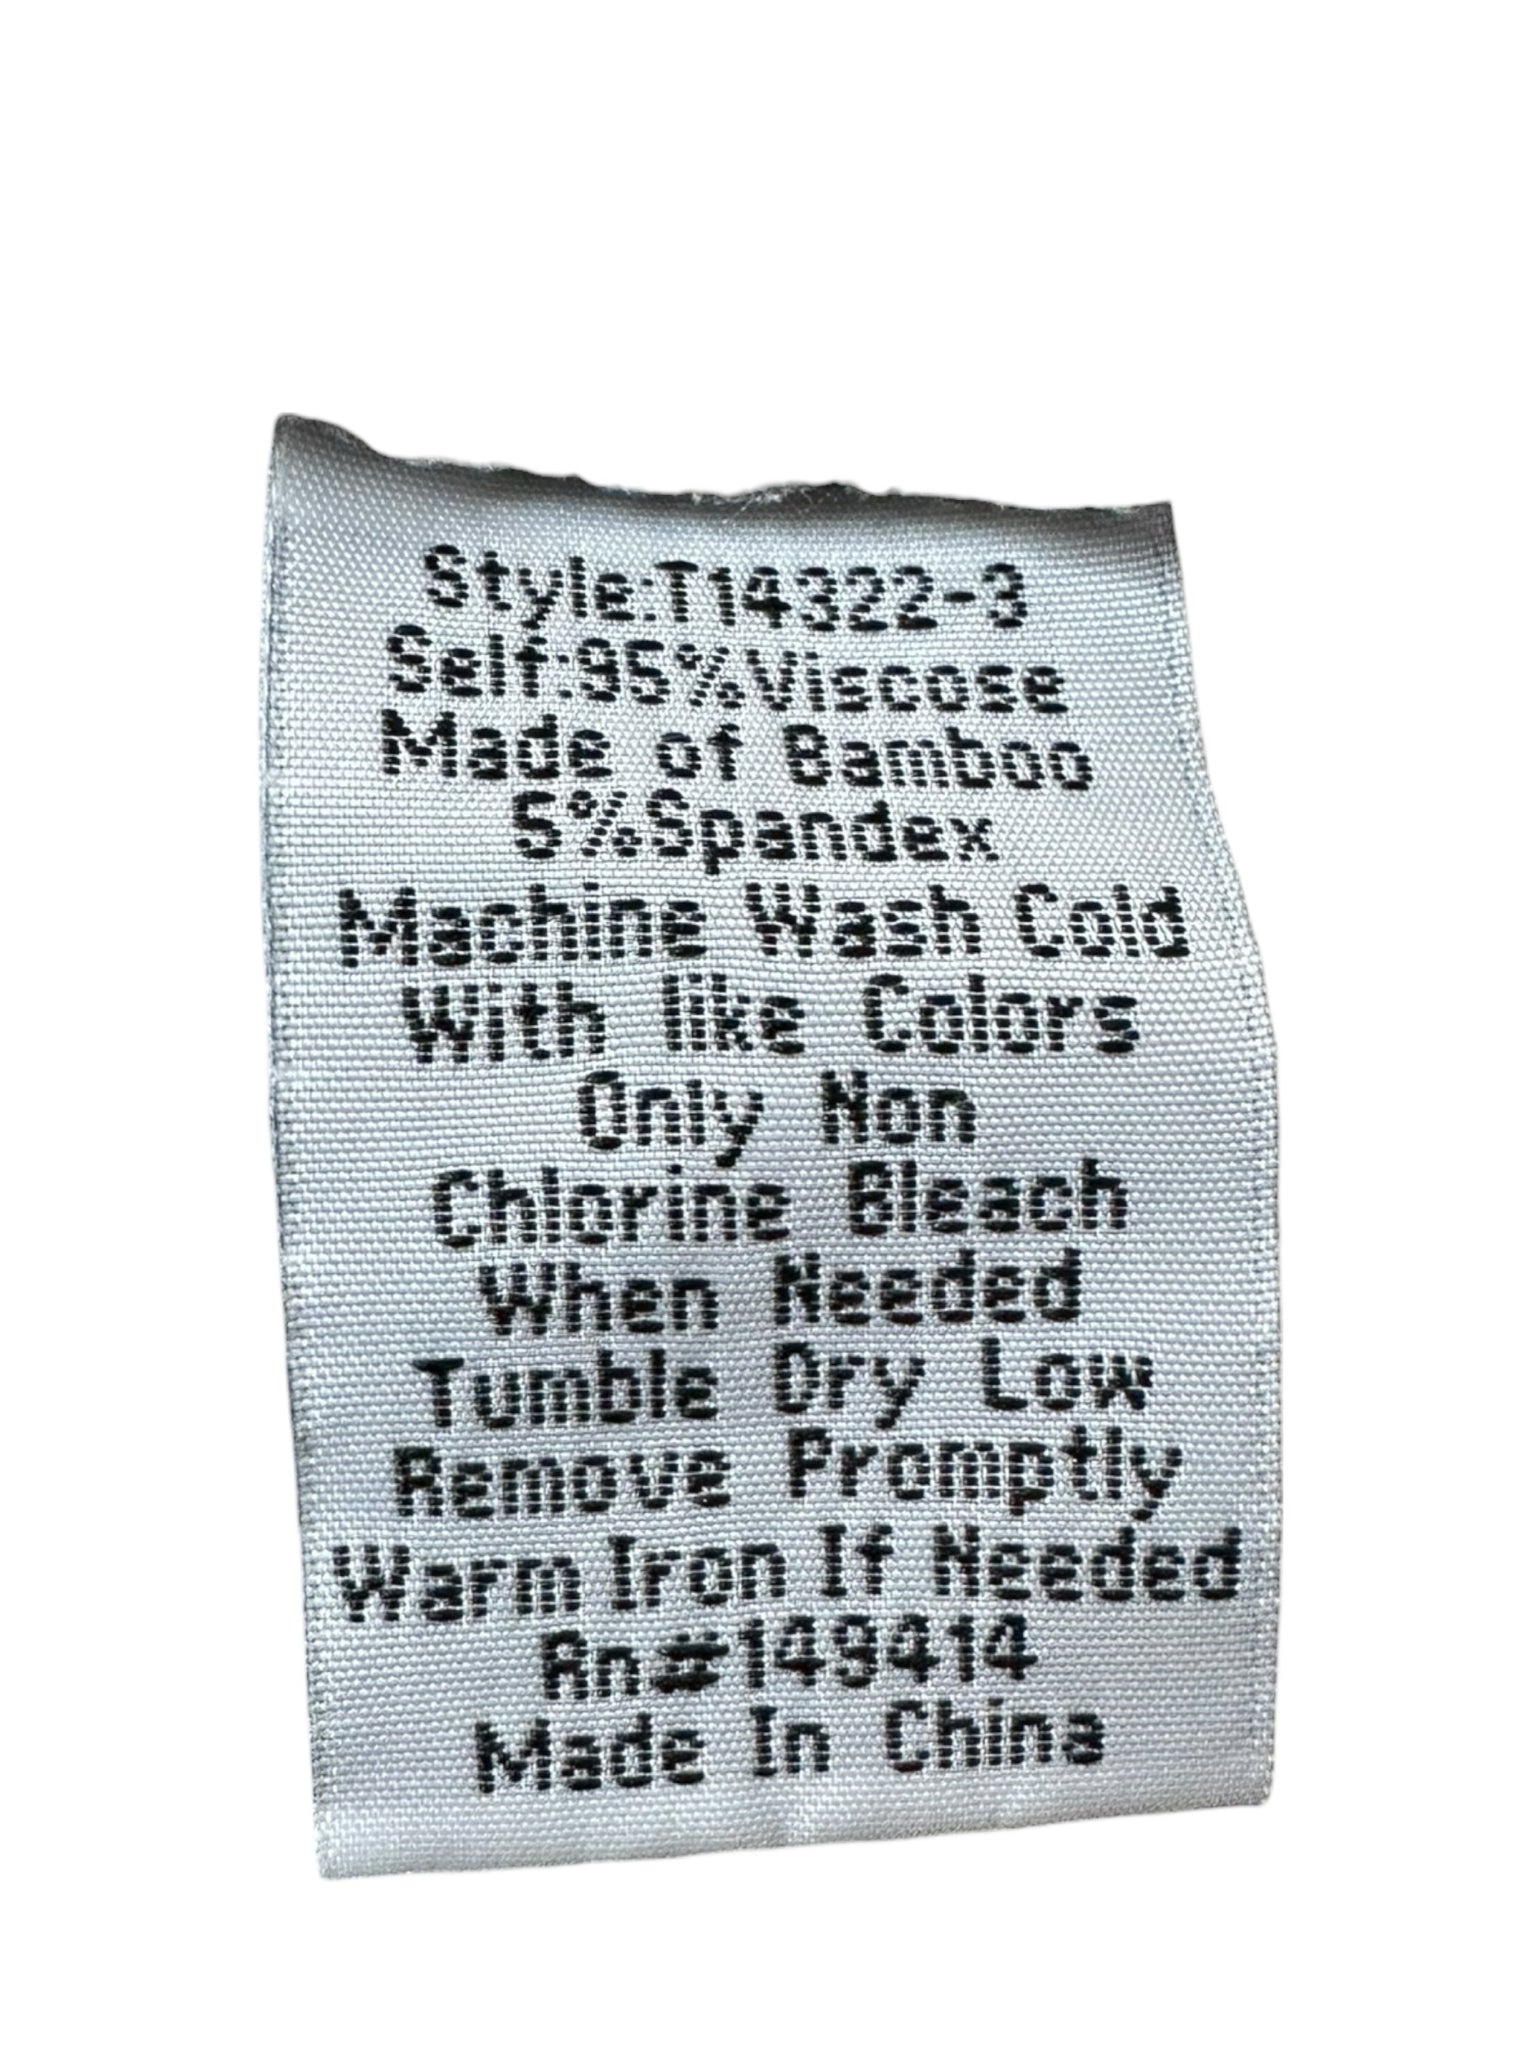 Style:T14322-3
Self:95%Viscose
Made of Bamboo
5%Spandex
Machine Wash Cold
With like Colors
Only Non
Chlorine Bleach
When Needed
Tumble Dry Low
Remove Promptly
Warm Iron If Needed
Rn#149414
Made In China